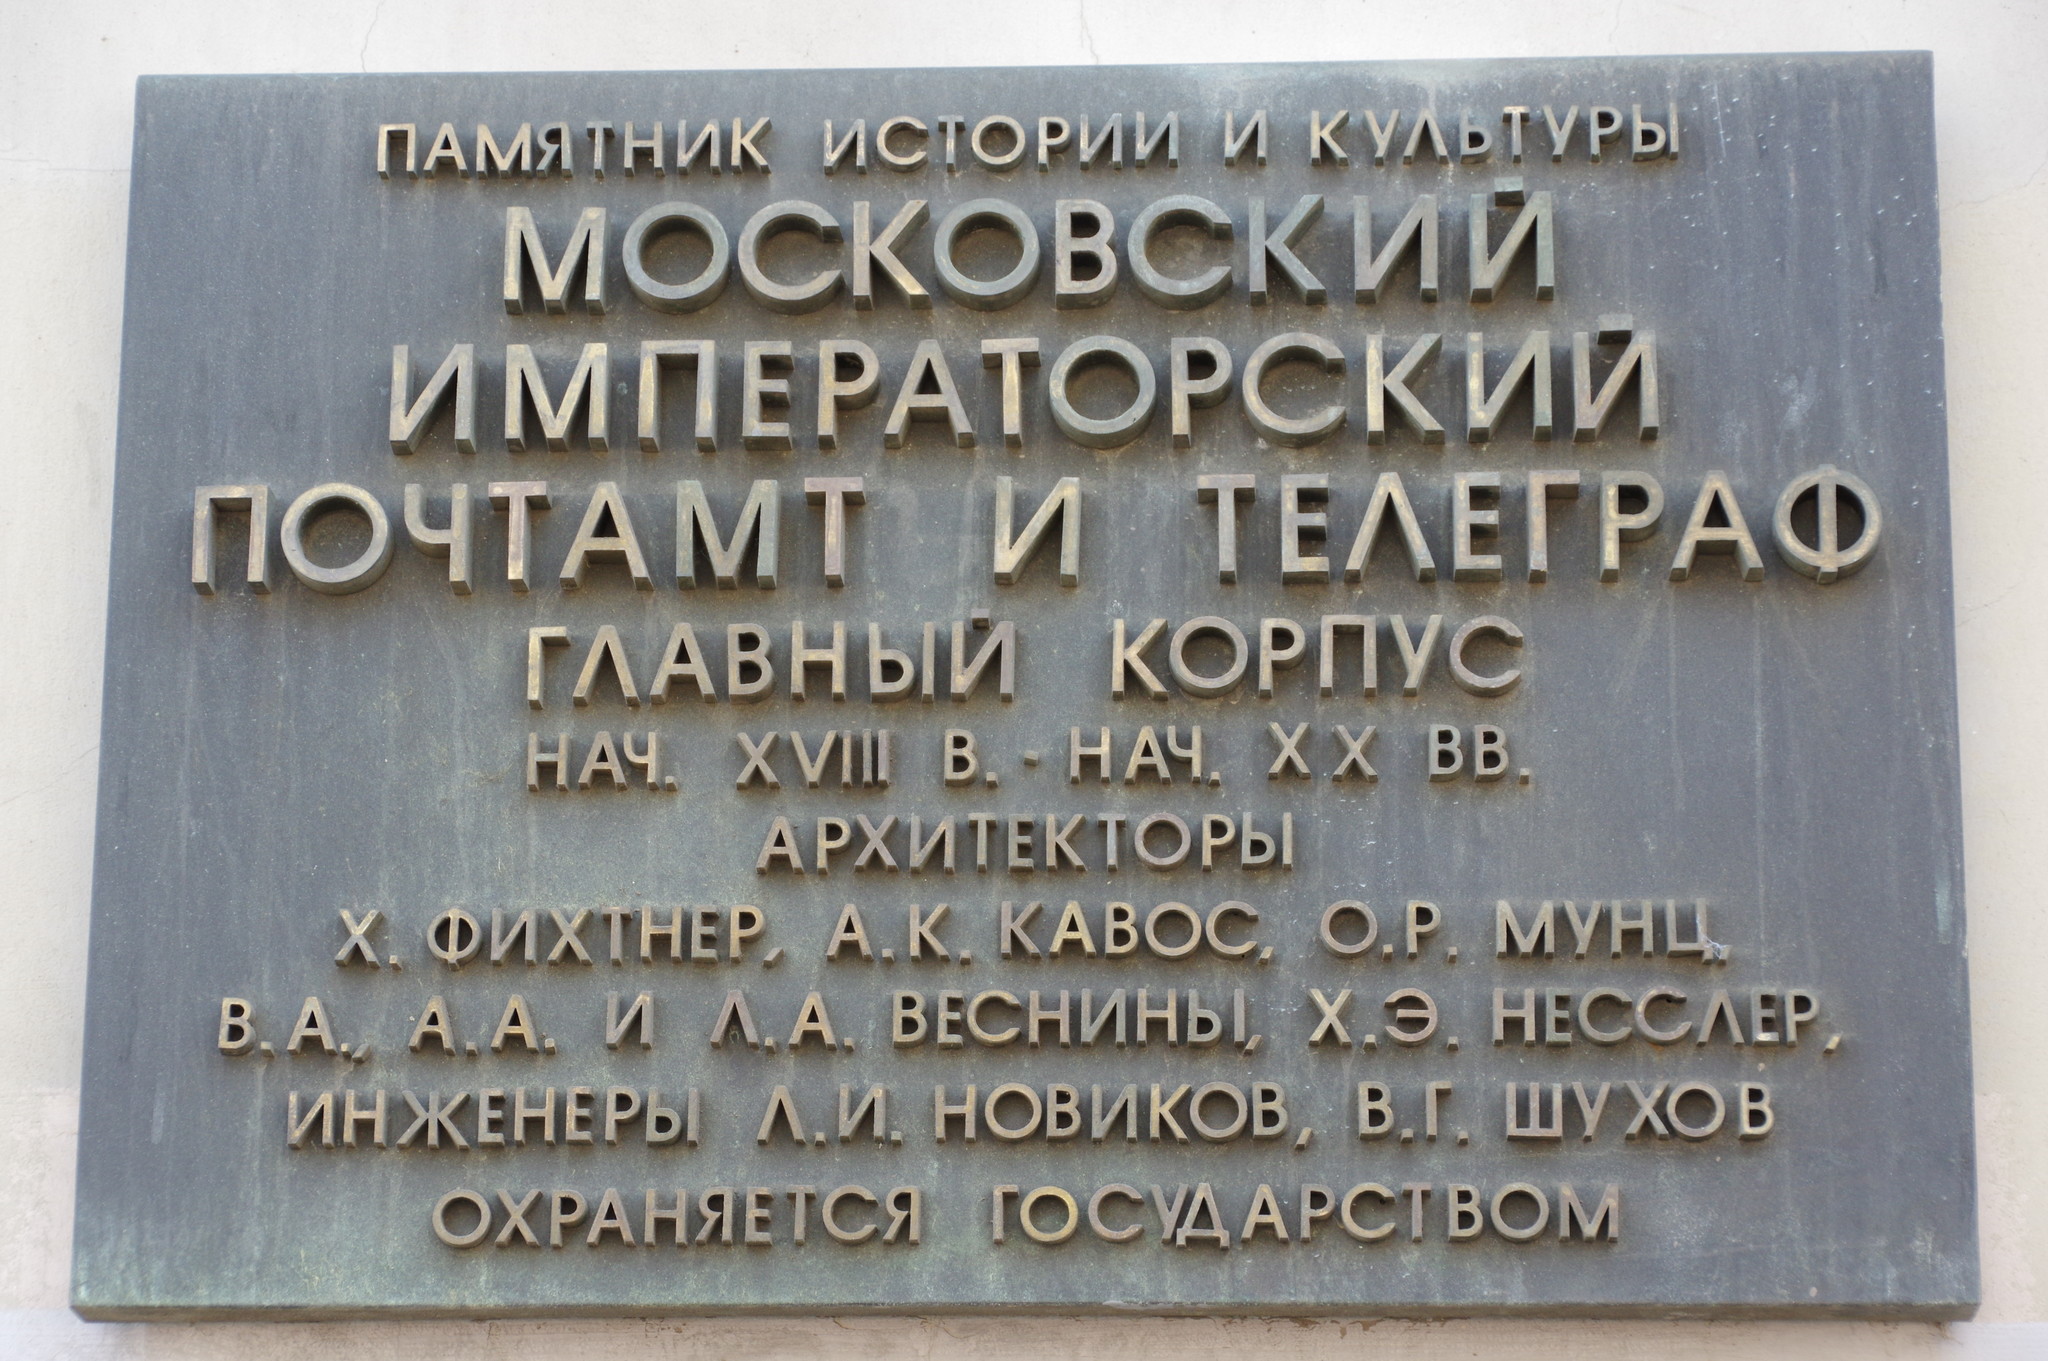 ПАМЯТНИК ИСТОРИИ И КУЛЬТУРЫ
МОСКОВСКИЙ
ИМПЕРАТОРСКИЙ
ПОЧТАМТ И ТЕЛЕГРАФ
ГЛАВНЫЙ КОРПУС
НАЧ. XVIII В. - НАЧ. XX ВВ.
АРХИТЕКТОРЫ
Х. ФИХТНЕР, А.К. КАВОС, О.Р. МУНЦ,
В.А., А.А. И Л.А. ВЕСНИНЫ, Х.Э. НЕССЛЕР,
ИНЖЕНЕРЫ Л.И. НОВИКОВ, В.Г. ШУХОВ
ОХРАНЯЕТСЯ ГОСУДАРСТВОМ